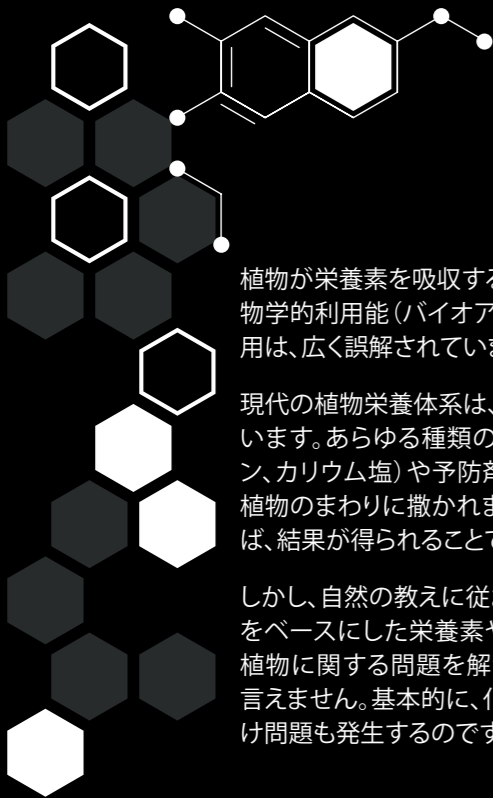 植物が栄養素を吸収する
物学的利用能（バイオア
用は、広く誤解されていま
現代の植物栄養体系は、
います。あらゆる種類の
ン、カリウム塩）や予防剤
植物のまわりに撒かれま
ば、結果が得られることで
しかし、自然の教えに従
をベースにした栄養素や
植物に関する問題を解
言えません。基本的に、化
け問題も発生するのです